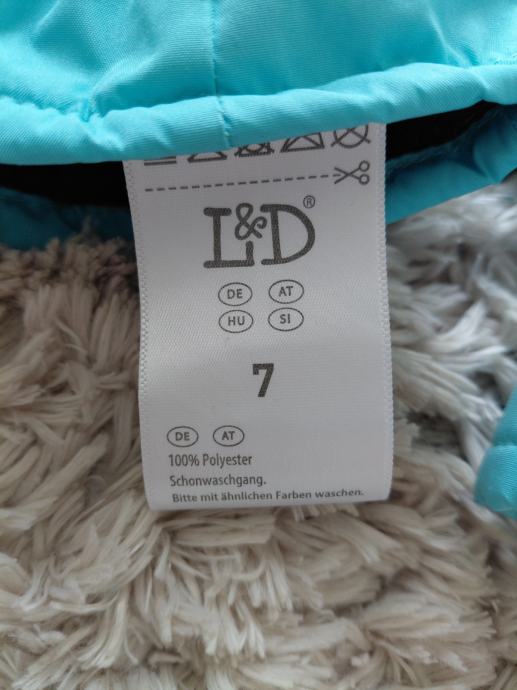 L&D®
DE AT
HU SI
7
DE AT
100% Polyester
Schonwaschgang.
Bitte mit ähnlichen Farben waschen.